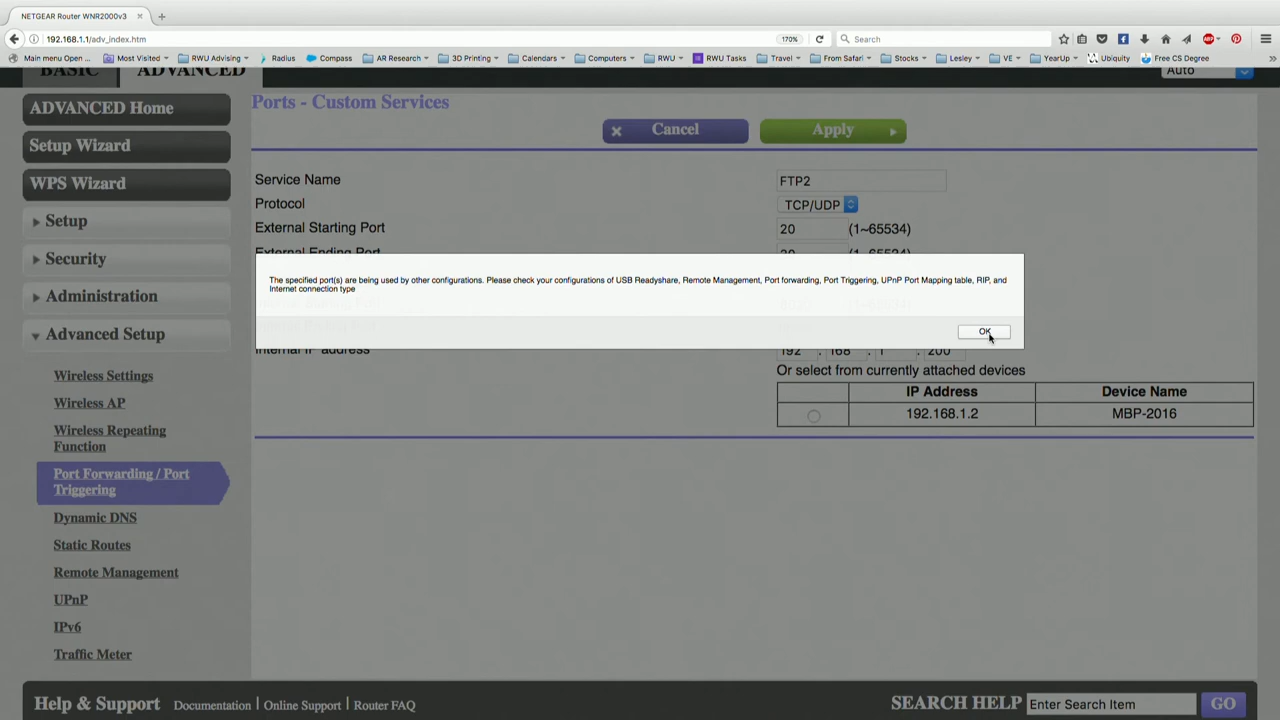 NETGEAR Router WNR2000v3
192.168.1.1/adv_index.htm
170%
Search
Main menu Open
Most Visited
RWU Advising
Radius
Compass
AR Research
3D Printing
Calendars
Computers
RWU
RWU Tasks
Travel
From Safari
Stocks
Lesley
VE
YearUp
Ubiquity
Free CS Degree
BASIC
ADVANCED
Auto
ADVANCED Home
Setup Wizard
WPS Wizard
Setup
Security
Administration
Advanced Setup
Wireless Settings
Wireless AP
Wireless Repeating
Function
Port Forwarding / Port
Triggering
Dynamic DNS
Static Routes
Remote Management
UPnP
IPv6
Traffic Meter
Ports - Custom Services
Cancel
Apply
Service Name
FTP2
Protocol
TCP/UDP
External Starting Port
20 (1~65534)
External Ending Port
The specified port(s) are being used by other configurations. Please check your configurations of USB Readyshare, Remote Management, Port forwarding, Port Triggering, UPnP Port Mapping table, RIP, and
Internet connection type
OK
Internal IP address
192 . 168 . 1 . 200
Or select from currently attached devices
IP Address Device Name
192.168.1.2 MBP-2016
Help & Support
Documentation | Online Support | Router FAQ
SEARCH HELP
Enter Search Item
GO